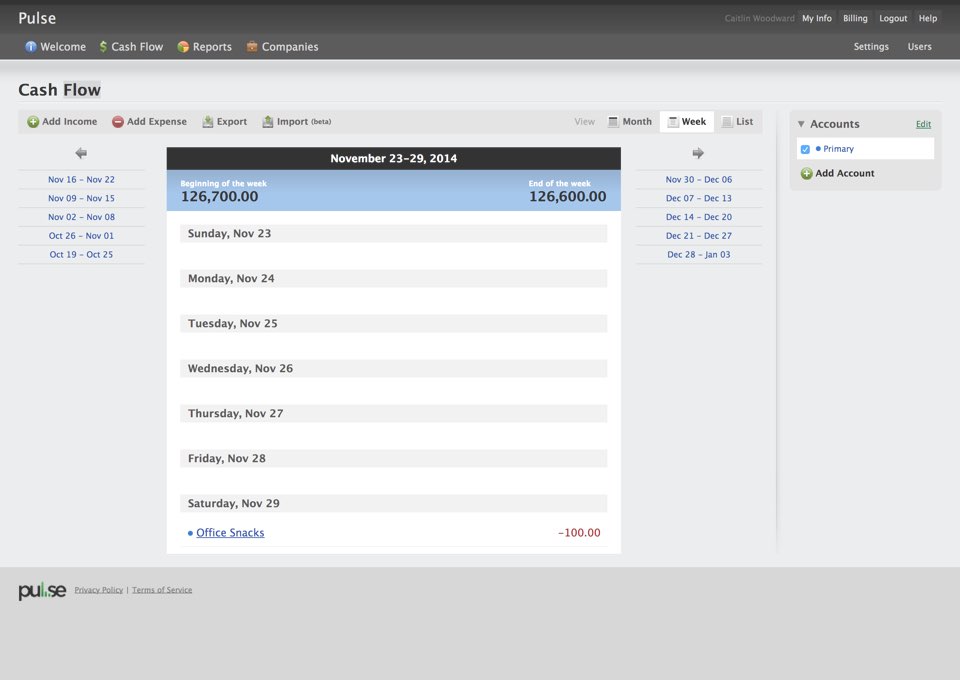 Pulse
Caitlin Woodward My Info Billing Logout Help
Welcome Cash Flow Reports Companies Settings Users
Cash Flow
Add Income Add Expense Export Import (beta) View Month Week List
Accounts Edit
Primary
Add Account
Nov 16 – Nov 22
Nov 09 – Nov 15
Nov 02 – Nov 08
Oct 26 – Nov 01
Oct 19 – Oct 25
November 23–29, 2014
Beginning of the week End of the week
126,700.00 126,600.00
Sunday, Nov 23
Monday, Nov 24
Tuesday, Nov 25
Wednesday, Nov 26
Thursday, Nov 27
Friday, Nov 28
Saturday, Nov 29
Office Snacks -100.00
Nov 30 – Dec 06
Dec 07 – Dec 13
Dec 14 – Dec 20
Dec 21 – Dec 27
Dec 28 – Jan 03
pulse Privacy Policy | Terms of Service